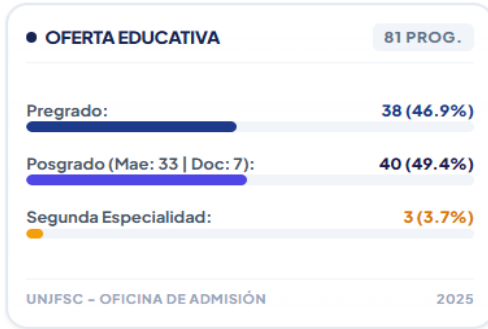 OFERTA EDUCATIVA 81 PROG.
Pregrado: 38 (46.9%)
Posgrado (Mae: 33 | Doc: 7): 40 (49.4%)
Segunda Especialidad: 3 (3.7%)
UNJFSC - OFICINA DE ADMISIÓN 2025